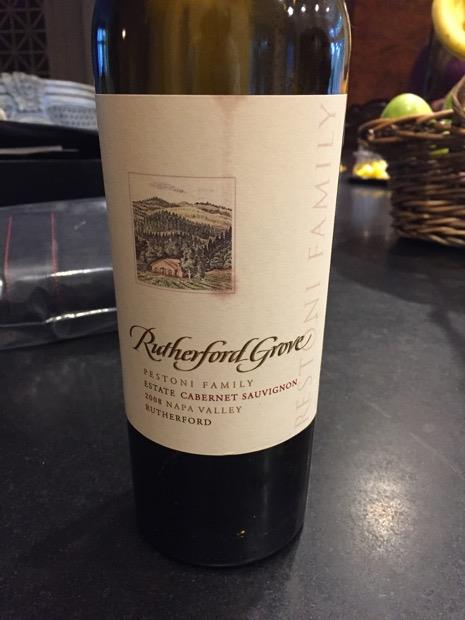 Rutherford Grove
PESTONI FAMILY
ESTATE CABERNET SAUVIGNON
2008 NAPA VALLEY
RUTHERFORD
PESTONI FAMILY